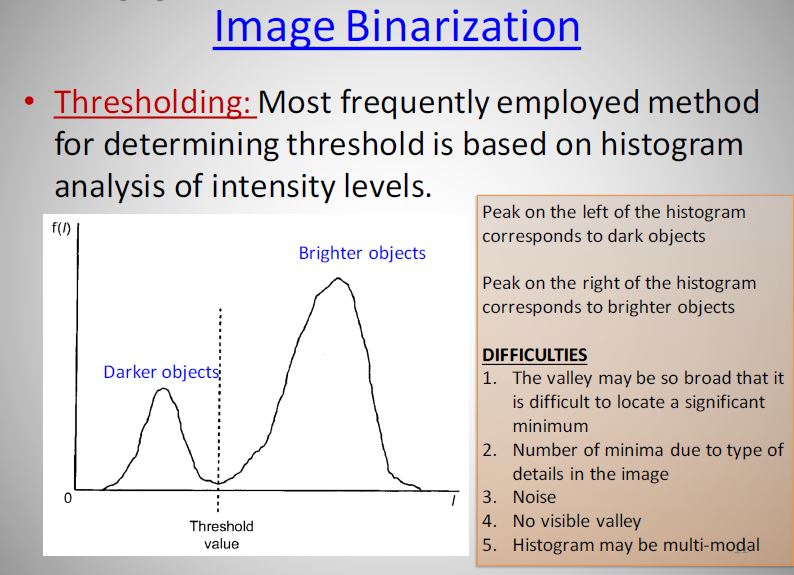 Image Binarization
• Thresholding: Most frequently employed method
for determining threshold is based on histogram
analysis of intensity levels.
f(I)
Brighter objects
Darker objects
0
I
Threshold
value
Peak on the left of the histogram
corresponds to dark objects
Peak on the right of the histogram
corresponds to brighter objects
DIFFICULTIES
1. The valley may be so broad that it
is difficult to locate a significant
minimum
2. Number of minima due to type of
details in the image
3. Noise
4. No visible valley
5. Histogram may be multi-modal